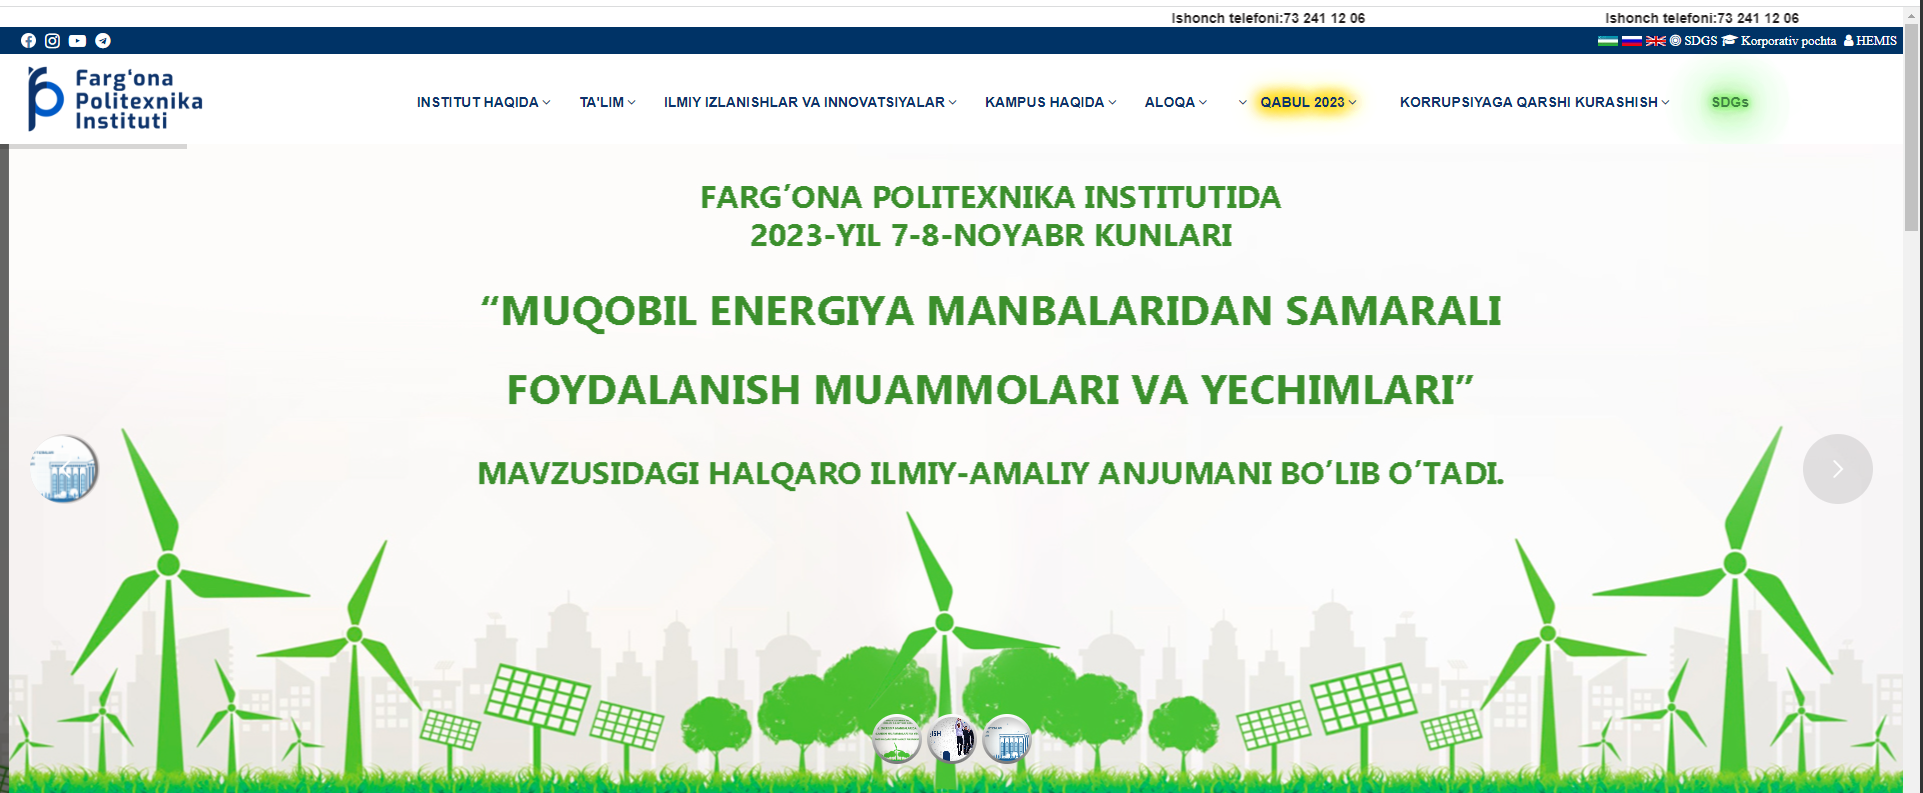 Ishonch telefoni:73 241 12 06
Ishonch telefoni:73 241 12 06
SDGS Korporativ pochta HEMIS
Farg‘ona
Politexnika
Instituti
INSTITUT HAQIDA
TA'LIM
ILMIY IZLANISHLAR VA INNOVATSIYALAR
KAMPUS HAQIDA
ALOQA
QABUL 2023
KORRUPSIYAGA QARSHI KURASHISH
SDGs
FARG’ONA POLITEXNIKA INSTITUTIDA
2023-YIL 7-8-NOYABR KUNLARI
“MUQOBIL ENERGIYA MANBALARIDAN SAMARALI
FOYDALANISH MUAMMOLARI VA YECHIMLARI”
MAVZUSIDAGI HALQARO ILMIY-AMALIY ANJUMANI BO’LIB O’TADI.